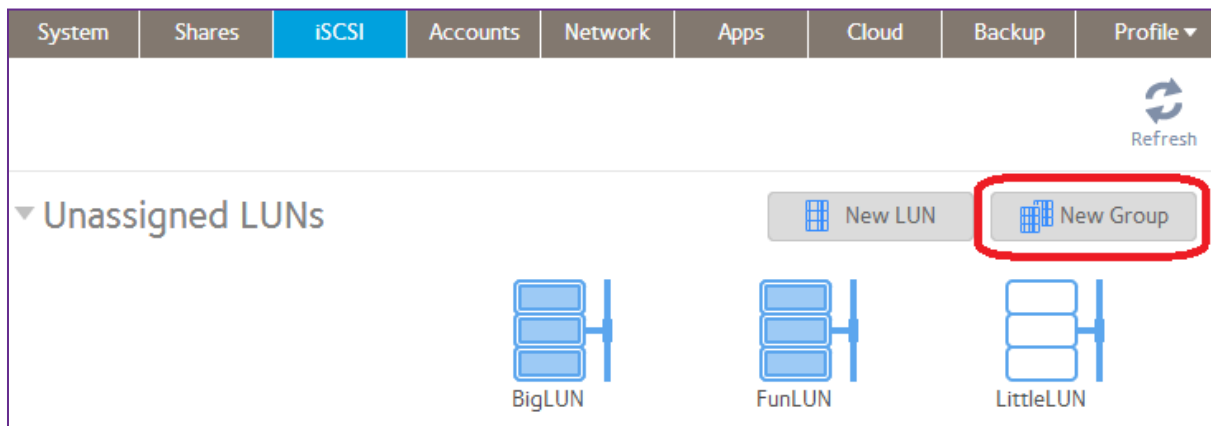 System Shares iSCSI Accounts Network Apps Cloud Backup Profile
Refresh
Unassigned LUNs New LUN New Group
BigLUN FunLUN LittleLUN